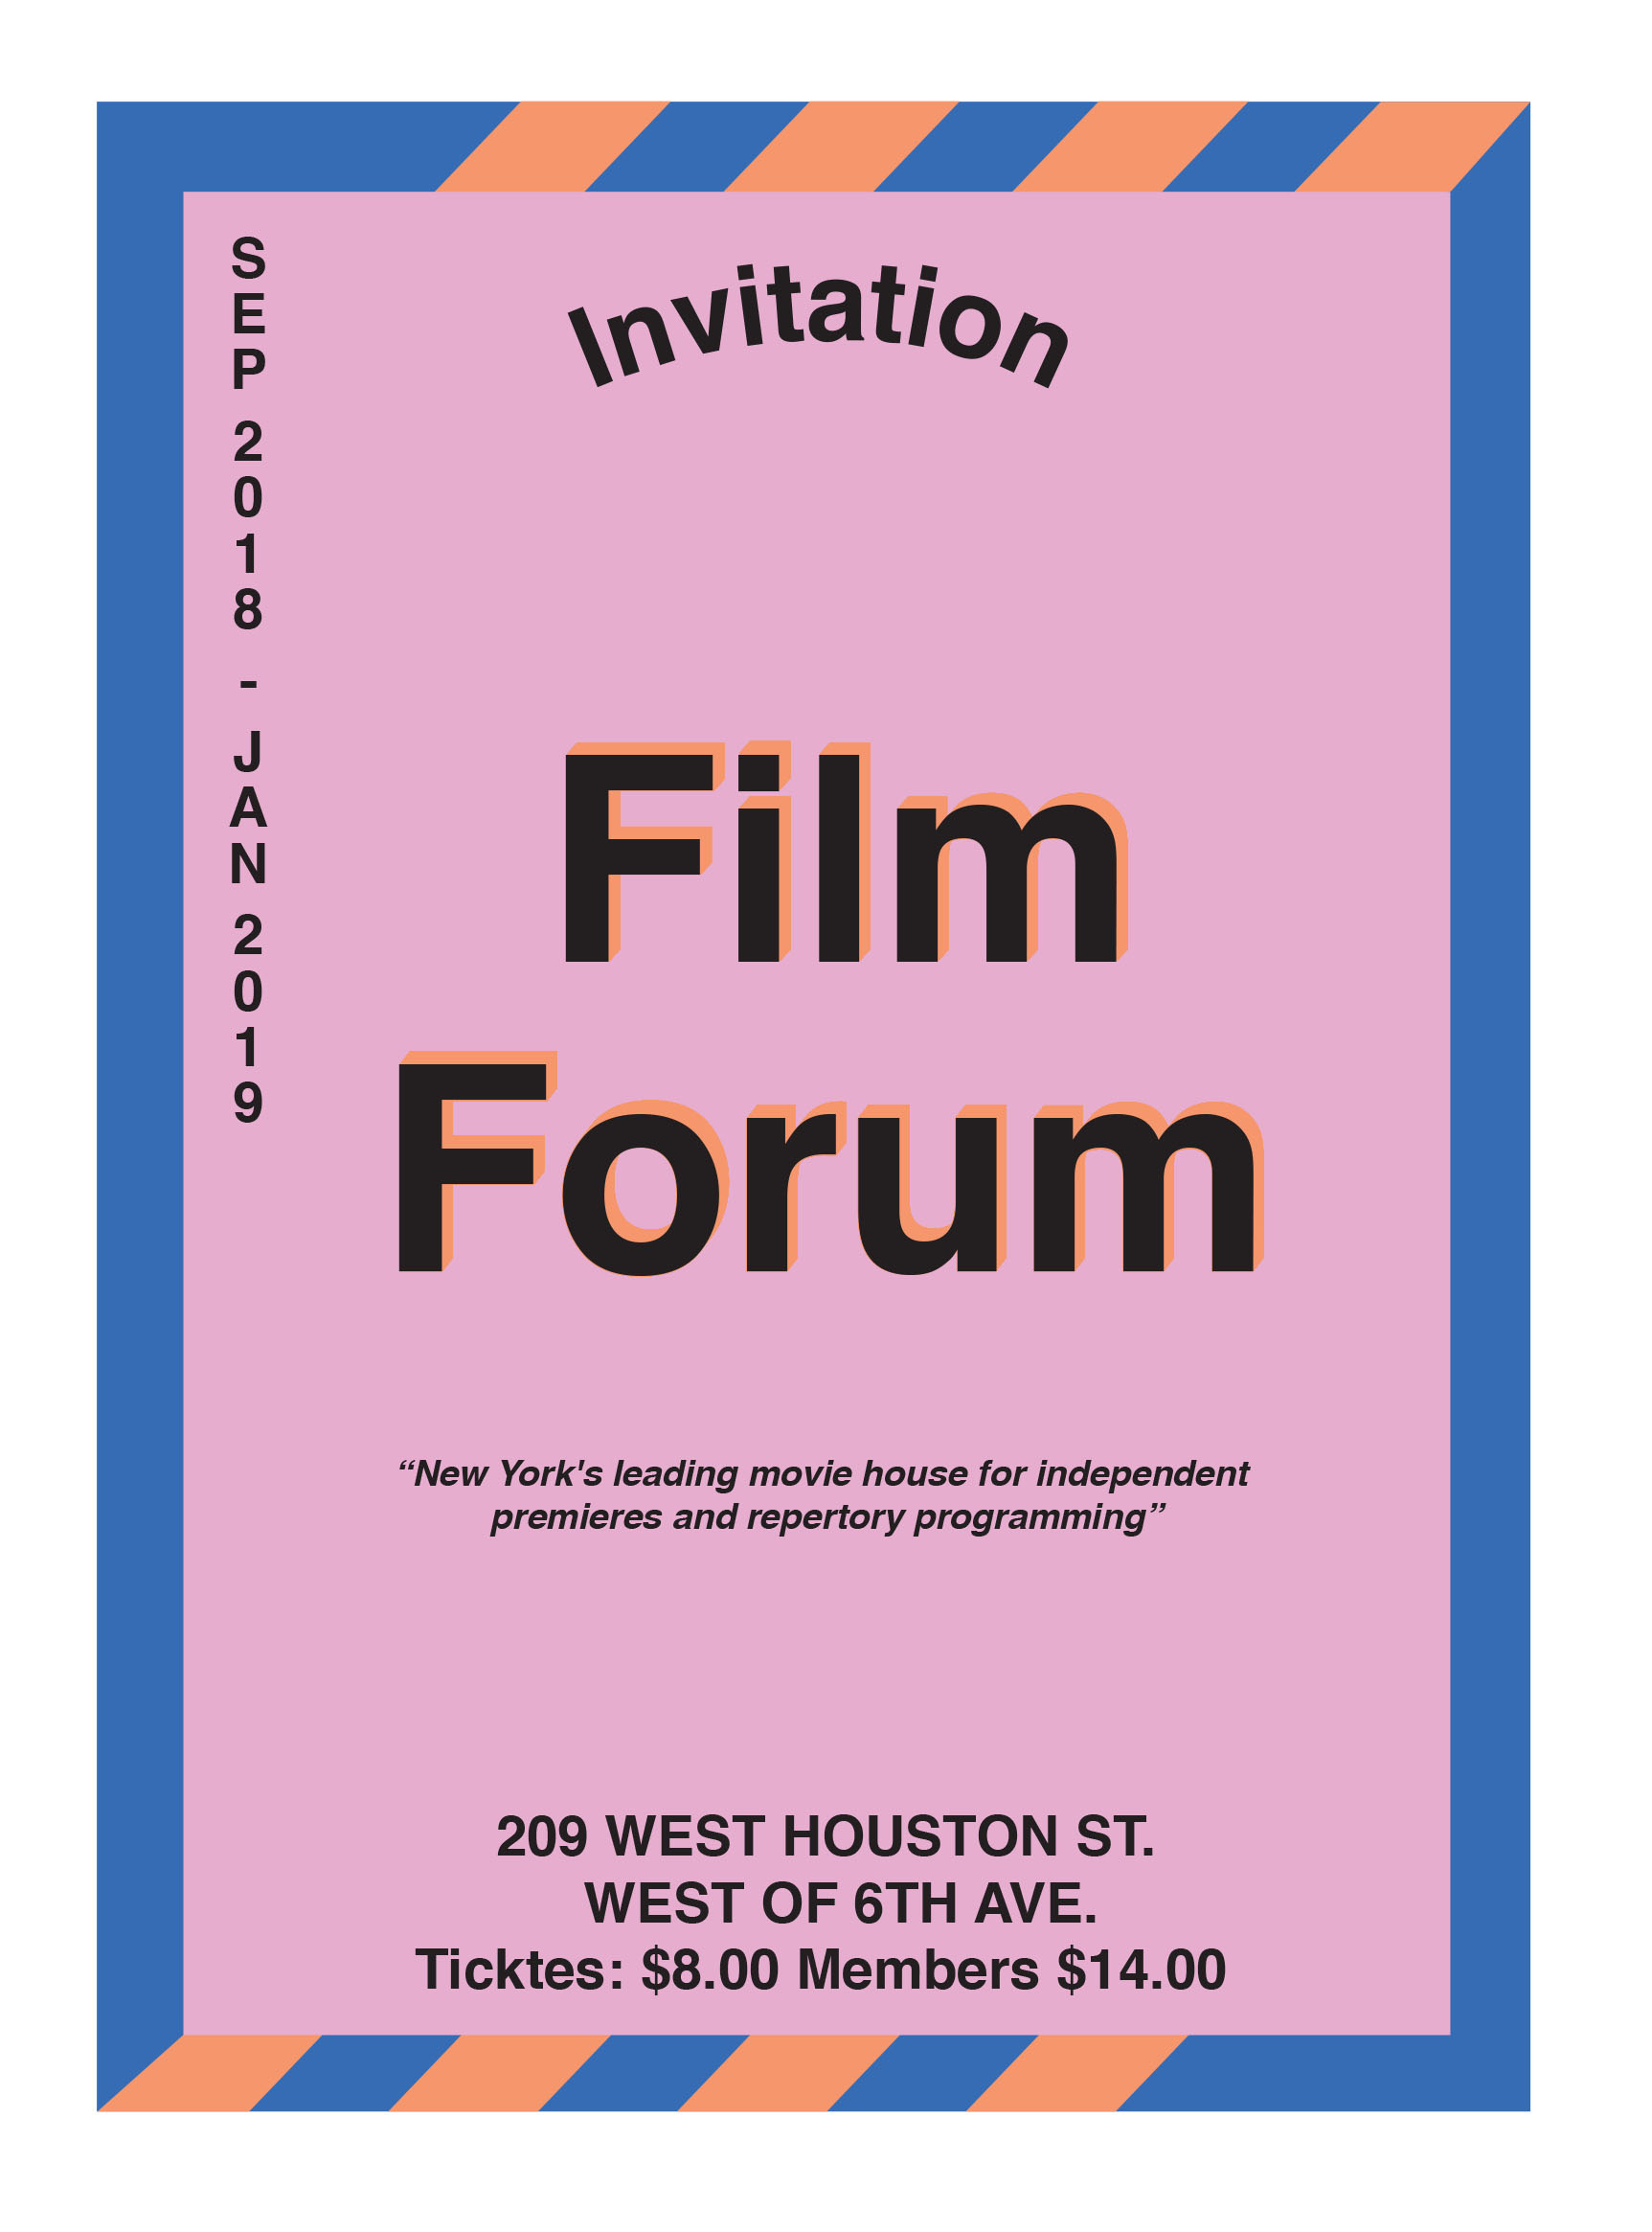 SEP 2018 - JAN 2019
Invitation
Film
Forum
“New York's leading movie house for independent
premieres and repertory programming”
209 WEST HOUSTON ST.
WEST OF 6TH AVE.
Ticktes: $8.00 Members $14.00